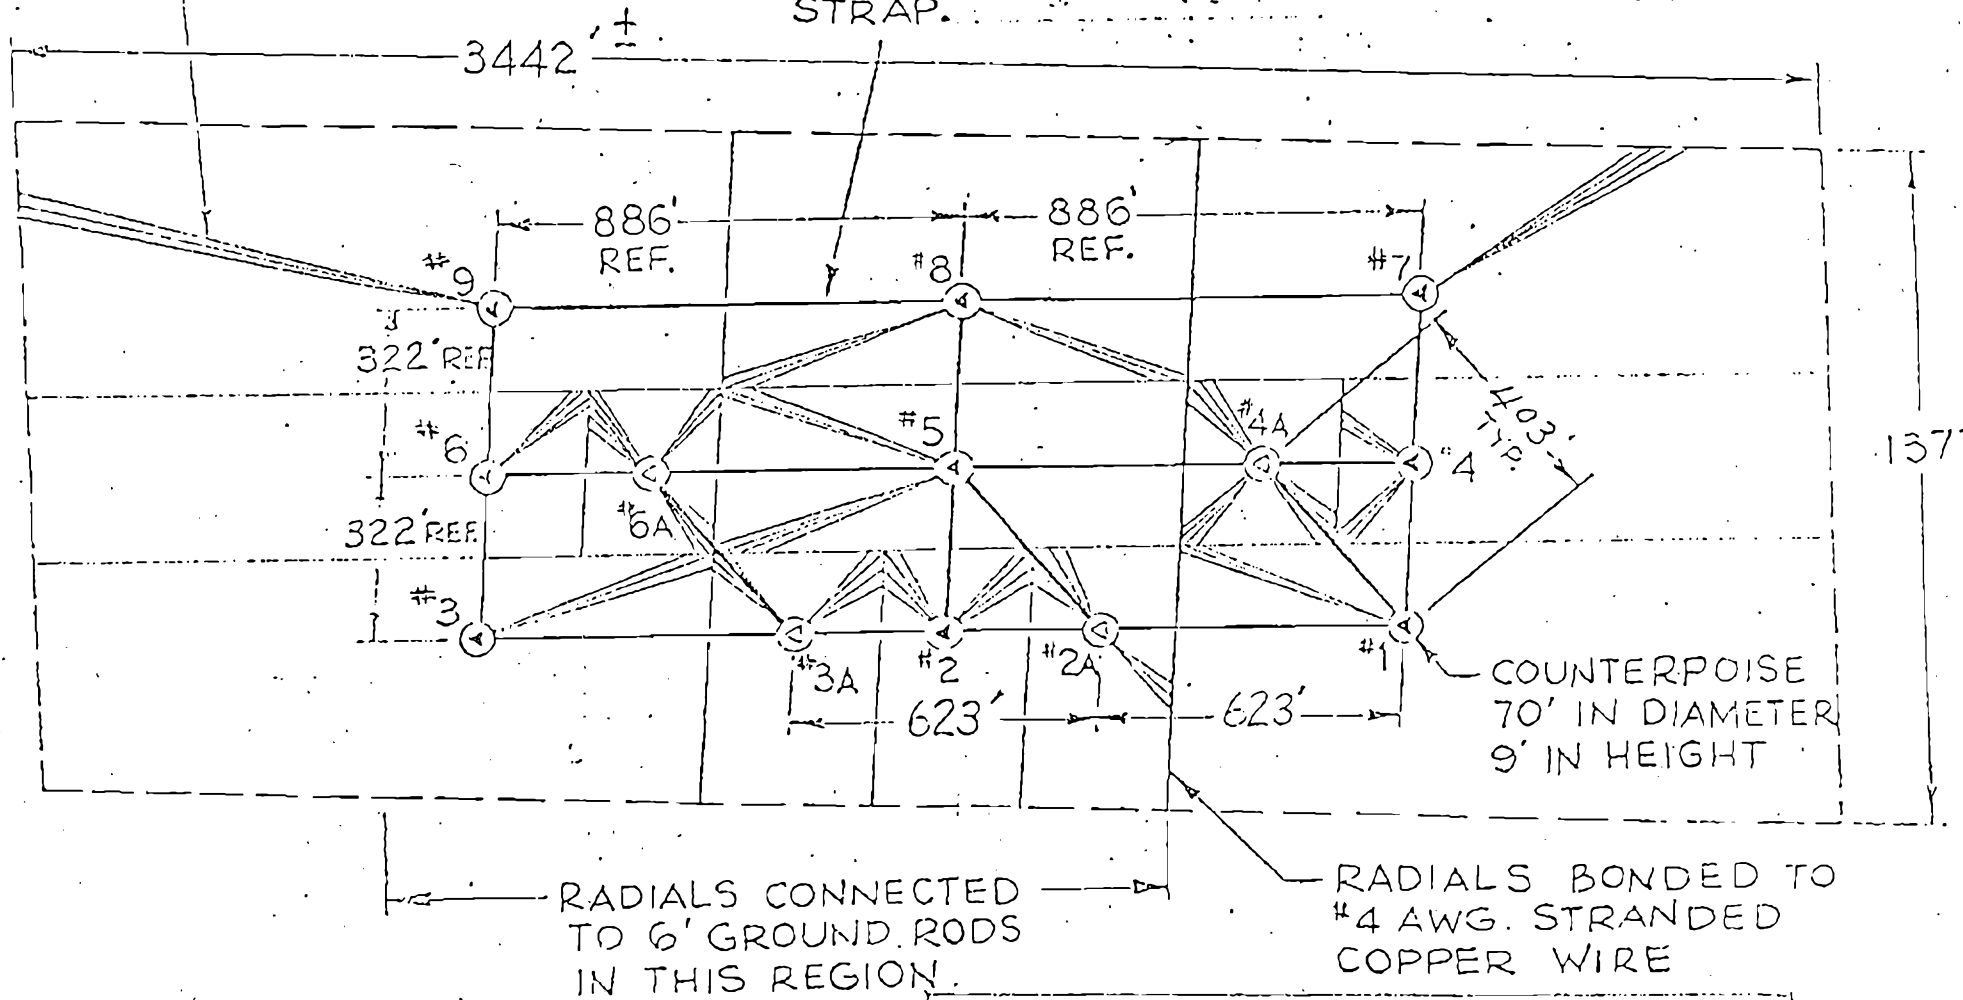 STRAP.
3442' ±
886'
REF.
886'
REF.
#9
#8
#7
322' REF
#6
#5
#4A
#4
403'
TYP.
137
#6A
322' REF.
#3
#3A
#2
#2A
#1
623'
623'
COUNTERPOISE
70' IN DIAMETER
9' IN HEIGHT
RADIALS CONNECTED
TO 6' GROUND RODS
IN THIS REGION.
RADIALS BONDED TO
#4 AWG. STRANDED
COPPER WIRE